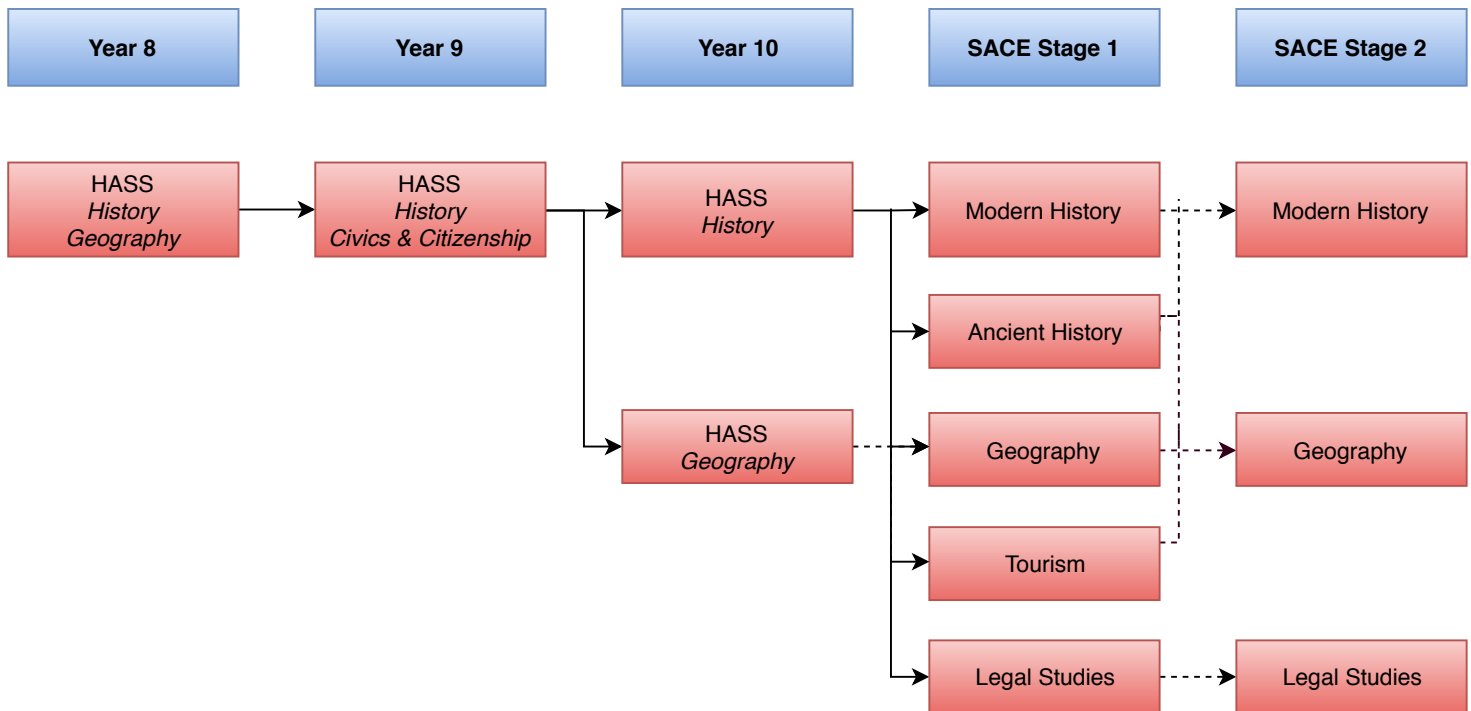 Year 8
Year 9
Year 10
SACE Stage 1
SACE Stage 2
HASS
History
Geography
HASS
History
Civics & Citizenship
HASS
History
Modern History
Modern History
Ancient History
HASS
Geography
Geography
Geography
Tourism
Legal Studies
Legal Studies